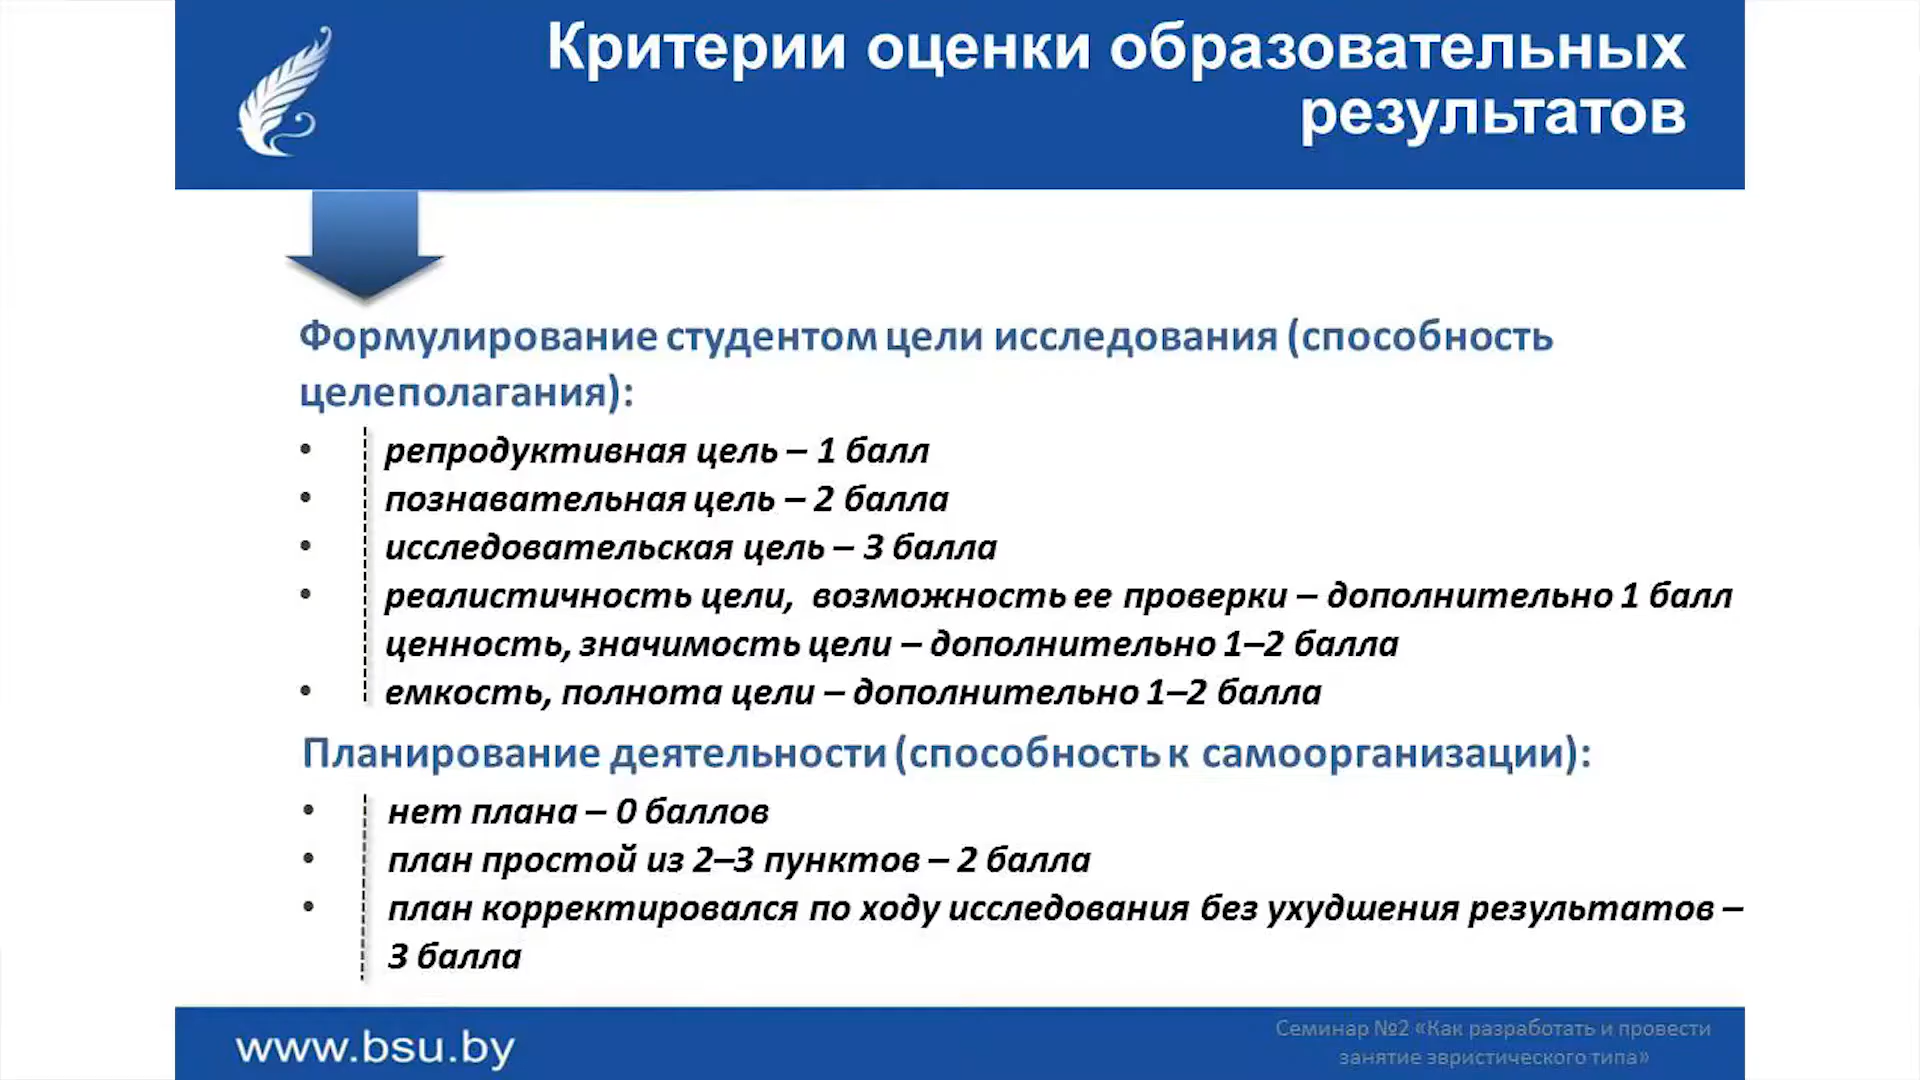 Критерии оценки образовательных
результатов
Формулирование студентом цели исследования (способность
целеполагания):
• репродуктивная цель – 1 балл
• познавательная цель – 2 балла
• исследовательская цель – 3 балла
• реалистичность цели, возможность ее проверки – дополнительно 1 балл
ценность, значимость цели – дополнительно 1–2 балла
• емкость, полнота цели – дополнительно 1–2 балла
Планирование деятельности (способность к самоорганизации):
• нет плана – 0 баллов
• план простой из 2–3 пунктов – 2 балла
• план корректировался по ходу исследования без ухудшения результатов –
3 балла
www.bsu.by
Семинар №2 «Как разработать и провести
занятие эвристического типа»